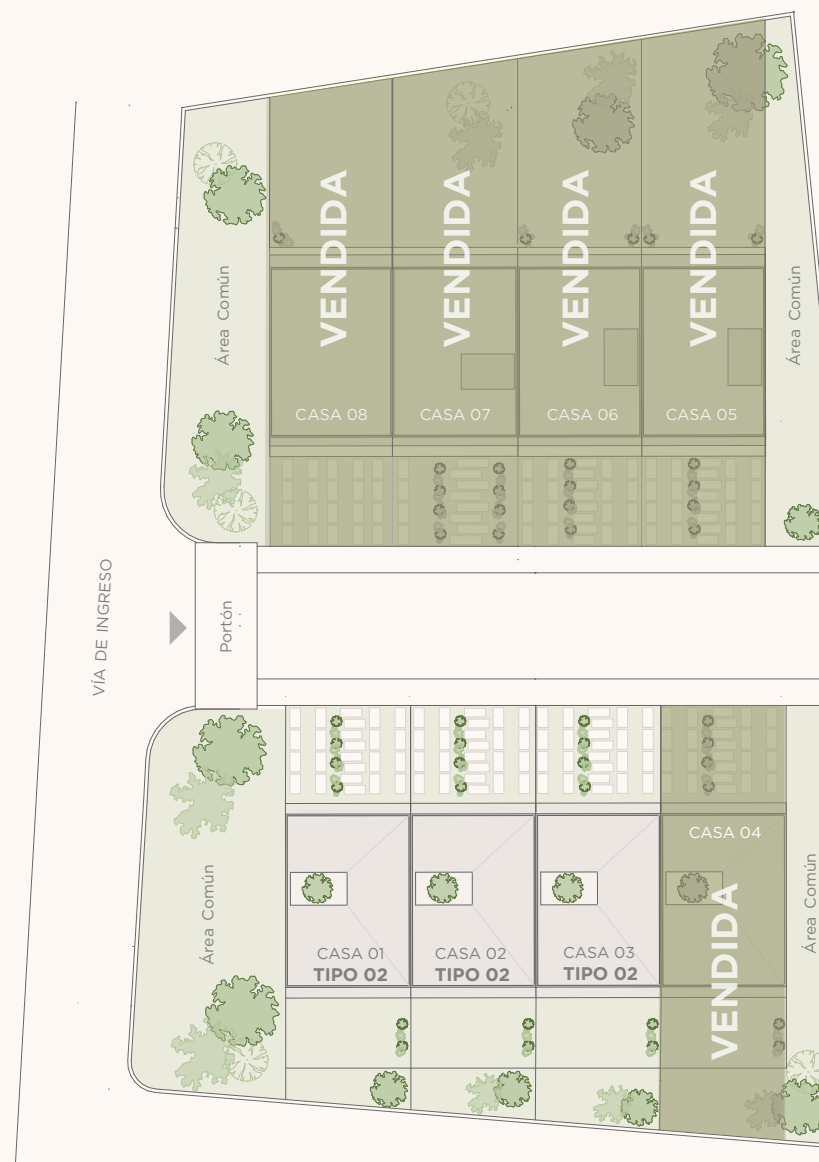 VENDIDA
VENDIDA
VENDIDA
VENDIDA
Área Común
Área Común
CASA 08
CASA 07
CASA 06
CASA 05
VÍA DE INGRESO
Portón
CASA 04
VENDIDA
Área Común
Área Común
CASA 01
TIPO 02
CASA 02
TIPO 02
CASA 03
TIPO 02